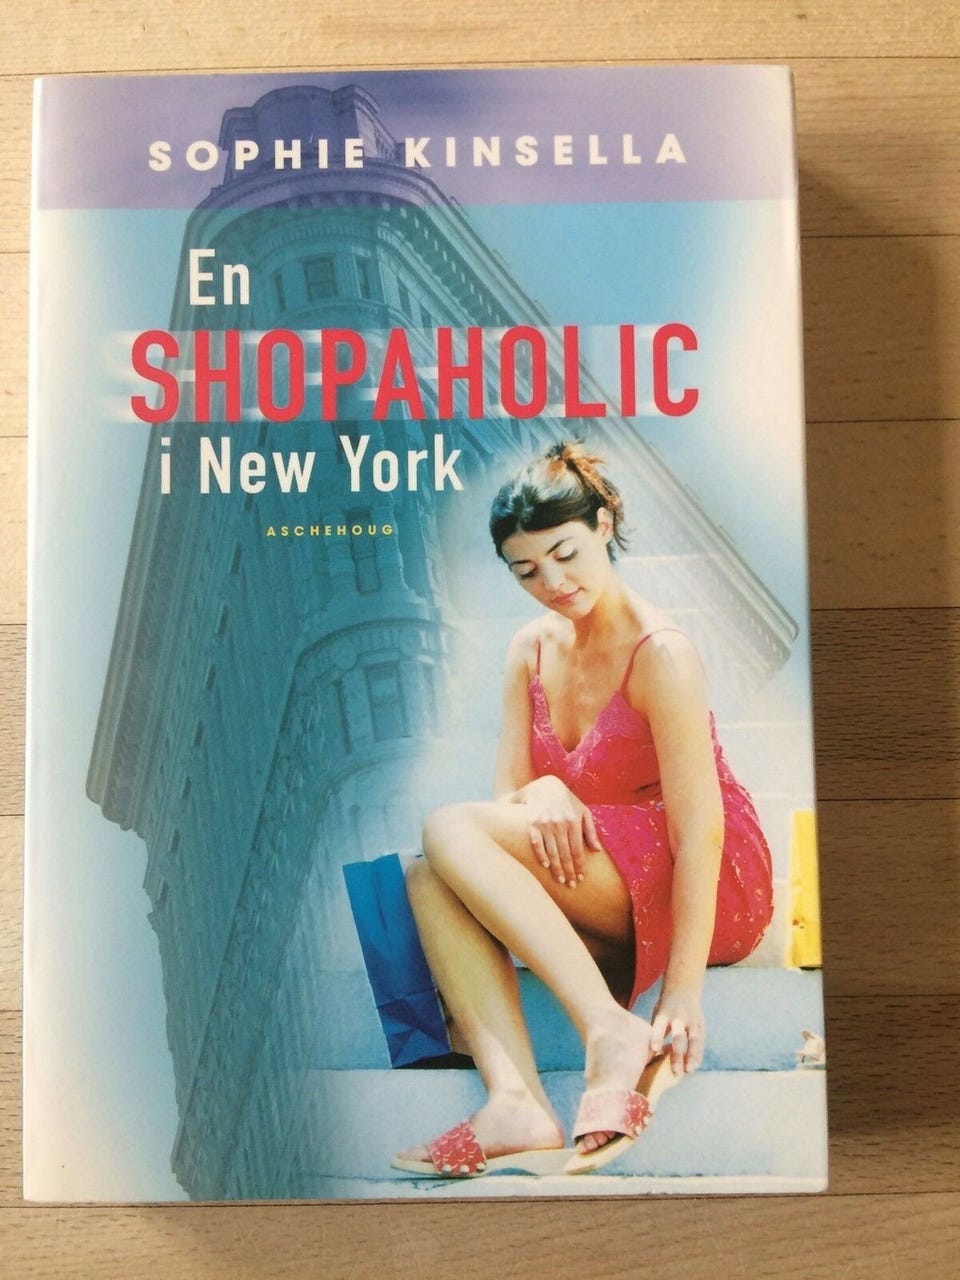 SOPHIE KINSELLA
En
SHOPAHOLIC
i New York
ASCHEHOUG